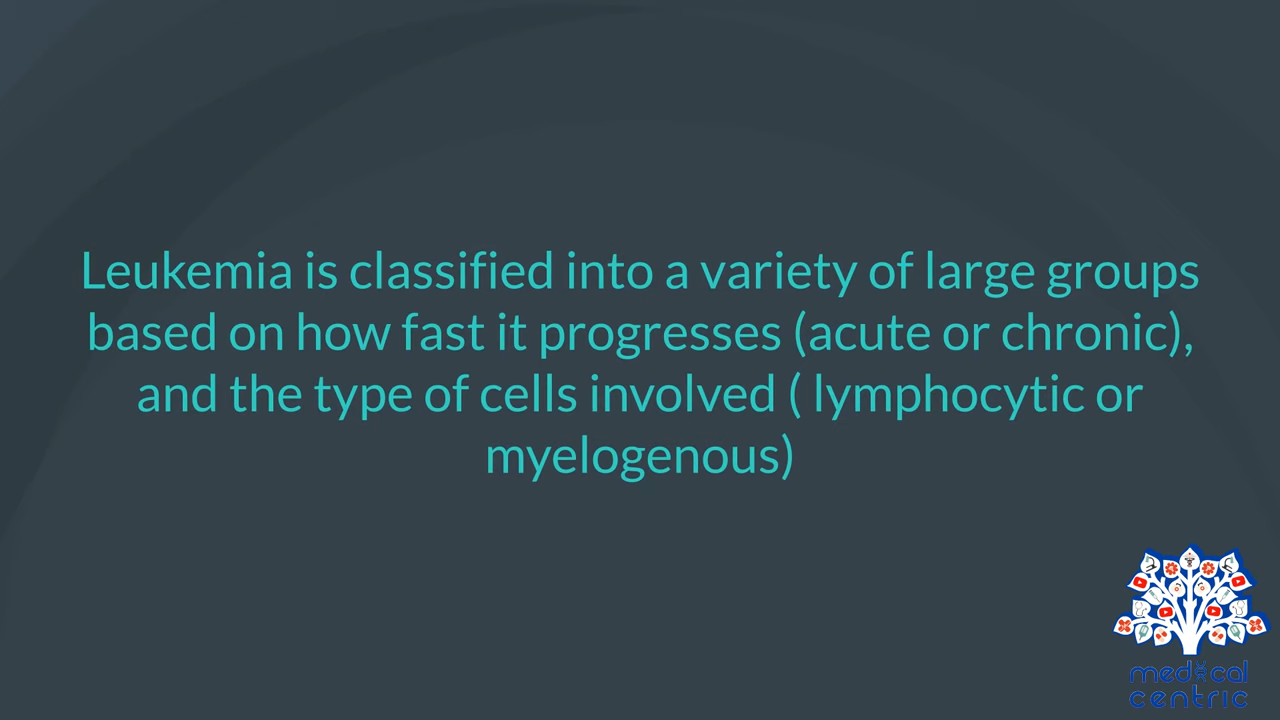 Leukemia is classified into a variety of large groups
based on how fast it progresses (acute or chronic),
and the type of cells involved ( lymphocytic or
myelogenous)
medical
centric